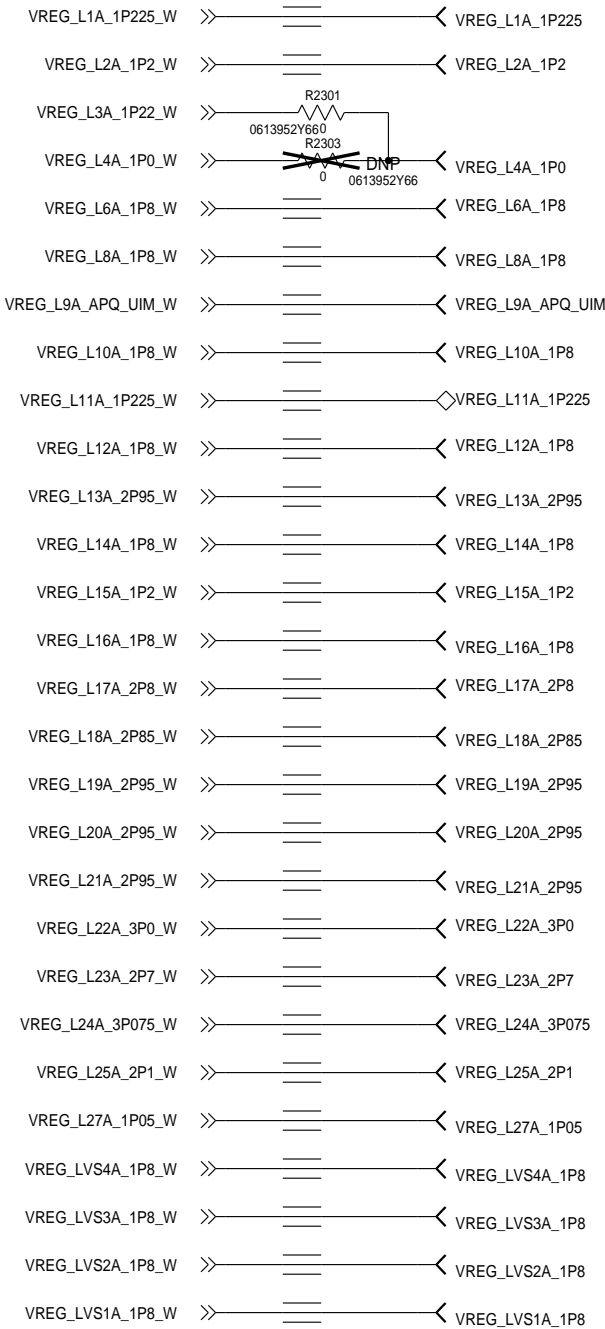 VREG_L1A_1P225_W VREG_L1A_1P225
VREG_L2A_1P2_W VREG_L2A_1P2
R2301
VREG_L3A_1P22_W
0613952Y66 0
R2303
VREG_L4A_1P0_W DNP VREG_L4A_1P0
0 0613952Y66
VREG_L6A_1P8_W VREG_L6A_1P8
VREG_L8A_1P8_W VREG_L8A_1P8
VREG_L9A_APQ_UIM_W VREG_L9A_APQ_UIM
VREG_L10A_1P8_W VREG_L10A_1P8
VREG_L11A_1P225_W VREG_L11A_1P225
VREG_L12A_1P8_W VREG_L12A_1P8
VREG_L13A_2P95_W VREG_L13A_2P95
VREG_L14A_1P8_W VREG_L14A_1P8
VREG_L15A_1P2_W VREG_L15A_1P2
VREG_L16A_1P8_W VREG_L16A_1P8
VREG_L17A_2P8_W VREG_L17A_2P8
VREG_L18A_2P85_W VREG_L18A_2P85
VREG_L19A_2P95_W VREG_L19A_2P95
VREG_L20A_2P95_W VREG_L20A_2P95
VREG_L21A_2P95_W VREG_L21A_2P95
VREG_L22A_3P0_W VREG_L22A_3P0
VREG_L23A_2P7_W VREG_L23A_2P7
VREG_L24A_3P075_W VREG_L24A_3P075
VREG_L25A_2P1_W VREG_L25A_2P1
VREG_L27A_1P05_W VREG_L27A_1P05
VREG_LVS4A_1P8_W VREG_LVS4A_1P8
VREG_LVS3A_1P8_W VREG_LVS3A_1P8
VREG_LVS2A_1P8_W VREG_LVS2A_1P8
VREG_LVS1A_1P8_W VREG_LVS1A_1P8